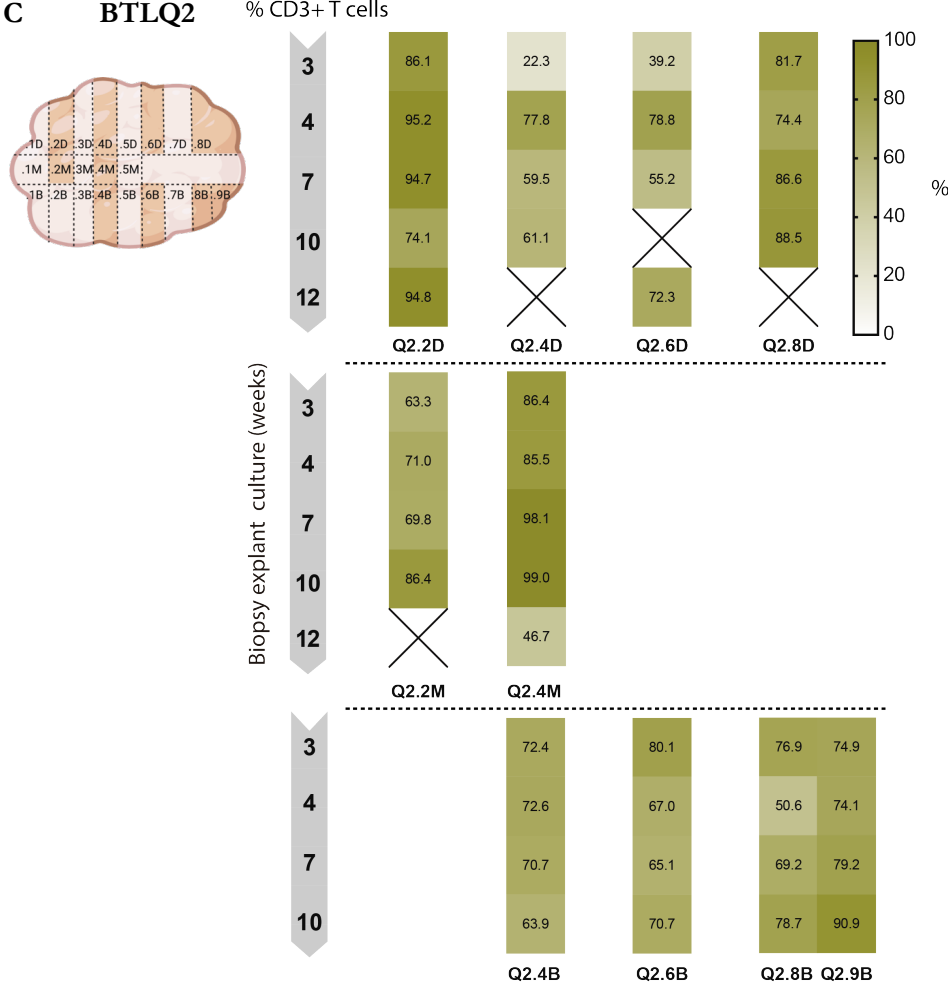 C BTLQ2 % CD3+ T cells
.1D .2D .3D .4D .5D .6D .7D .8D
.1M .2M .3M .4M .5M
.1B .2B .3B .4B .5B .6B .7B .8B .9B
3 86.1 22.3 39.2 81.7
4 95.2 77.8 78.8 74.4
7 94.7 59.5 55.2 86.6
10 74.1 61.1 88.5
12 94.8 72.3
Q2.2D Q2.4D Q2.6D Q2.8D
100
80
60
%
40
20
0
Biopsy explant culture (weeks)
3 63.3 86.4
4 71.0 85.5
7 69.8 98.1
10 86.4 99.0
12 46.7
Q2.2M Q2.4M
3 72.4 80.1 76.9 74.9
4 72.6 67.0 50.6 74.1
7 70.7 65.1 69.2 79.2
10 63.9 70.7 78.7 90.9
Q2.4B Q2.6B Q2.8B Q2.9B